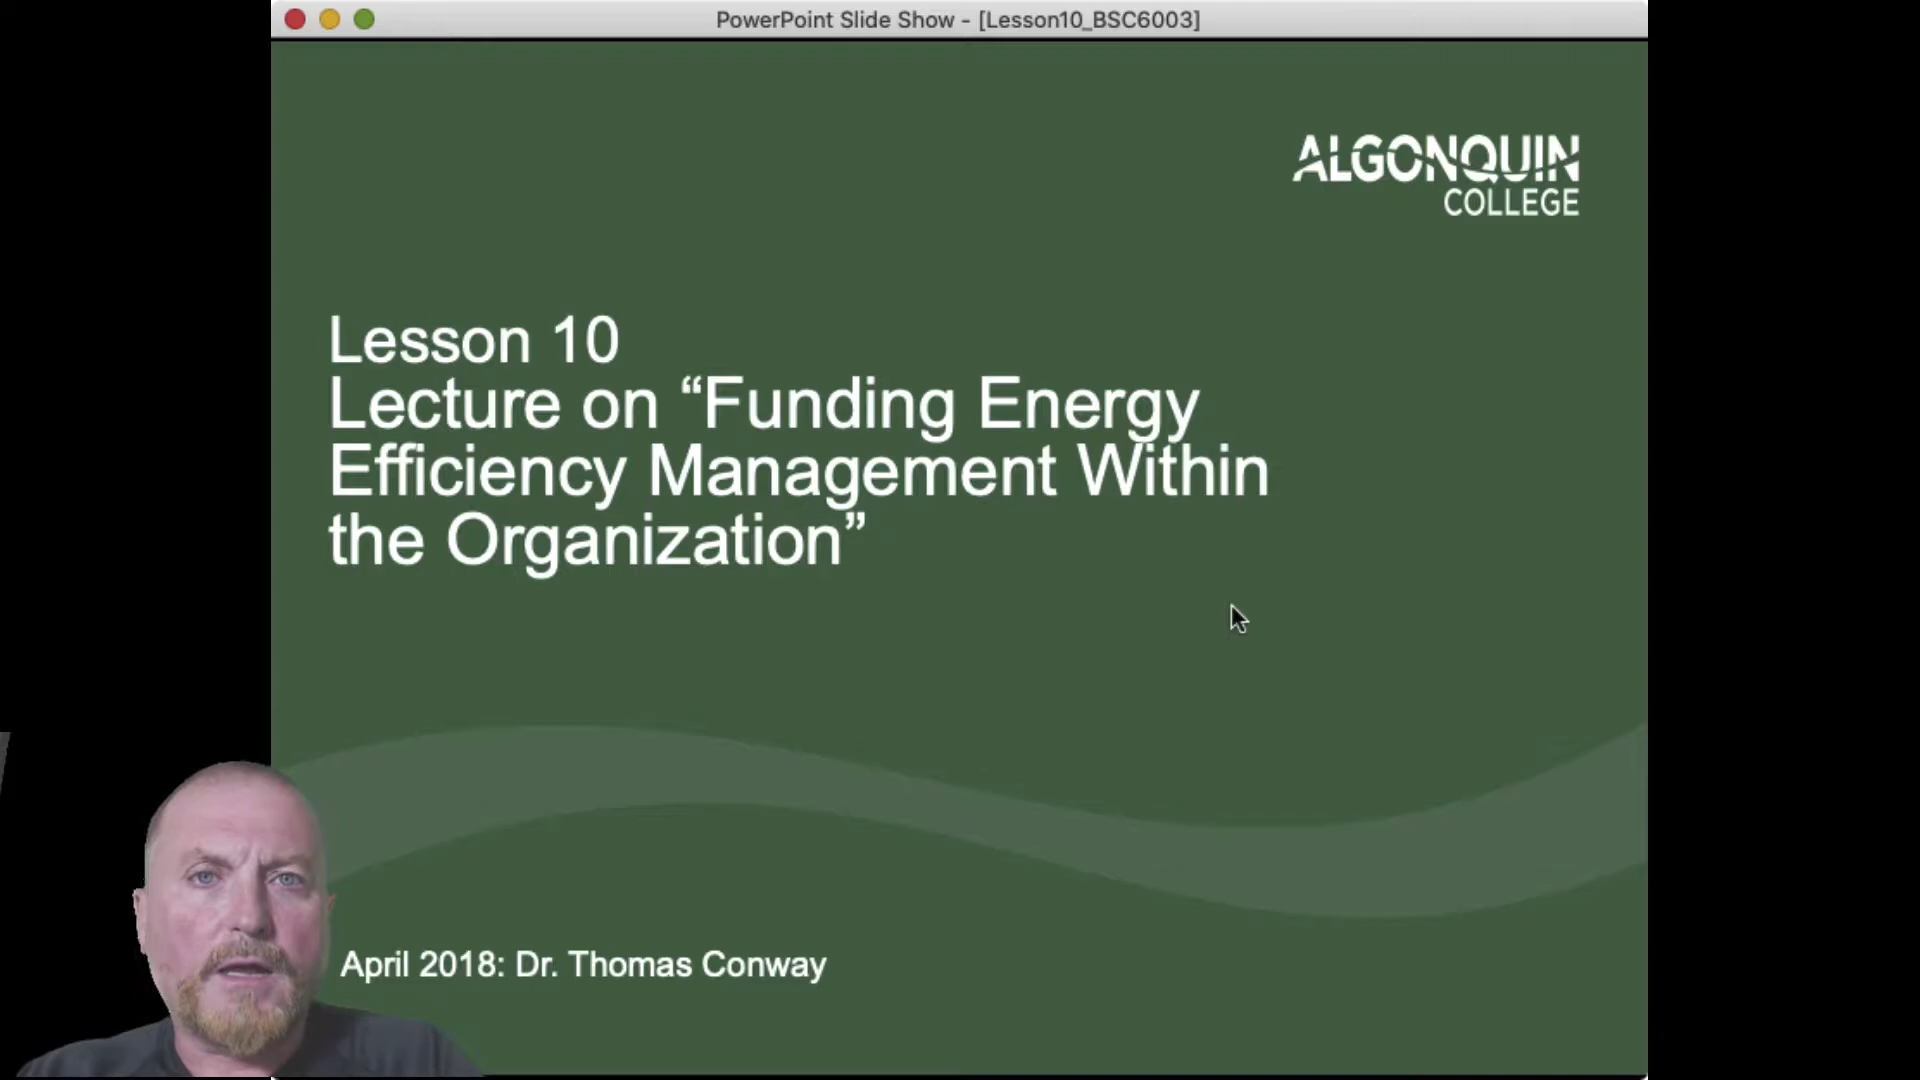 PowerPoint Slide Show - [Lesson10_BSC6003]
ALGONQUIN
COLLEGE
Lesson 10
Lecture on “Funding Energy
Efficiency Management Within
the Organization”
April 2018: Dr. Thomas Conway